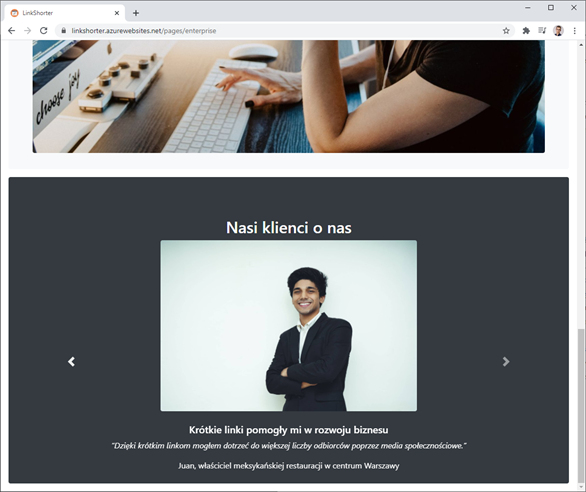 LinkShorter
linkshorter.azurewebsites.net/pages/enterprise
choose joy
Nasi klienci o nas
Krótkie linki pomogły mi w rozwoju biznesu
"Dzięki krótkim linkom mogłem dotrzeć do większej liczby odbiorców poprzez media społecznościowe."
Juan, właściciel meksykańskiej restauracji w centrum Warszawy